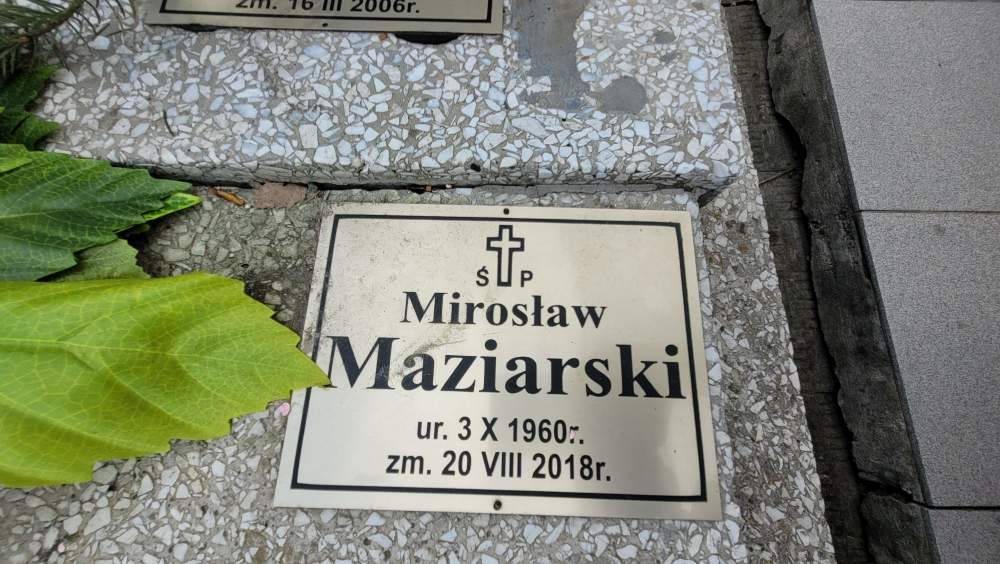 zm. 16 III 2006r.
Ś P
Mirosław
Maziarski
ur. 3 X 1960r.
zm. 20 VIII 2018r.